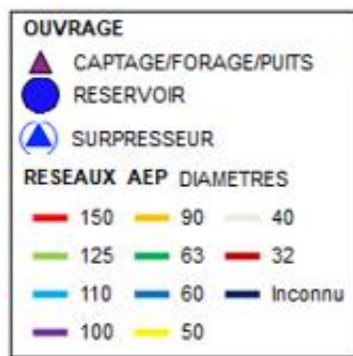 OUVRAGE
CAPTAGE/FORAGE/PUITS
RESERVOIR
SURPRESSEUR
RESEAUX AEP DIAMETRES
150 90 40
125 63 32
110 60 Inconnu
100 50